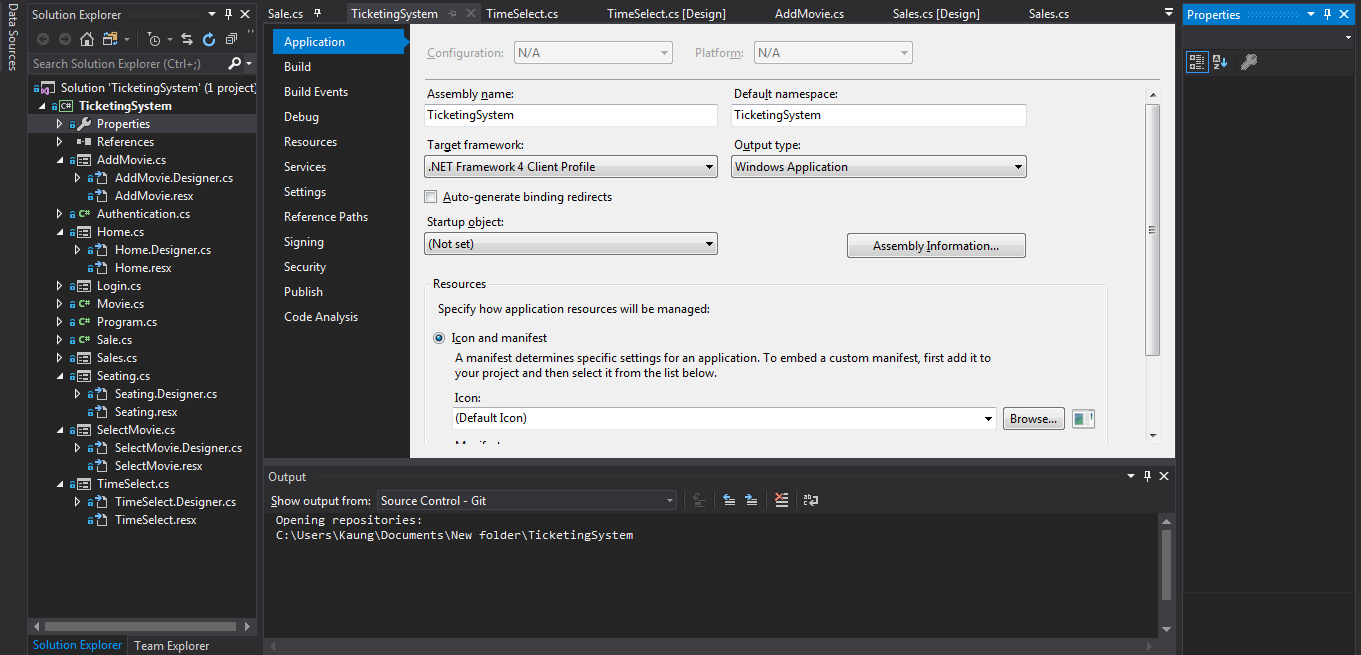 Data Sources
Solution Explorer
Search Solution Explorer (Ctrl+;)
Solution 'TicketingSystem' (1 project)
TicketingSystem
Properties
References
AddMovie.cs
AddMovie.Designer.cs
AddMovie.resx
Authentication.cs
Home.cs
Home.Designer.cs
Home.resx
Login.cs
Movie.cs
Program.cs
Sale.cs
Sales.cs
Seating.cs
Seating.Designer.cs
Seating.resx
SelectMovie.cs
SelectMovie.Designer.cs
SelectMovie.resx
TimeSelect.cs
TimeSelect.Designer.cs
TimeSelect.resx
Solution Explorer Team Explorer
Sale.cs TicketingSystem TimeSelect.cs TimeSelect.cs [Design] AddMovie.cs Sales.cs [Design] Sales.cs
Application
Build
Build Events
Debug
Resources
Services
Settings
Reference Paths
Signing
Security
Publish
Code Analysis
Configuration: N/A Platform: N/A
Assembly name: Default namespace:
TicketingSystem TicketingSystem
Target framework: Output type:
.NET Framework 4 Client Profile Windows Application
Auto-generate binding redirects
Startup object:
(Not set) Assembly Information...
Resources
Specify how application resources will be managed:
Icon and manifest
A manifest determines specific settings for an application. To embed a custom manifest, first add it to
your project and then select it from the list below.
Icon:
(Default Icon) Browse...
Output
Show output from: Source Control - Git
Opening repositories:
C:\Users\Kaung\Documents\New folder\TicketingSystem
Properties